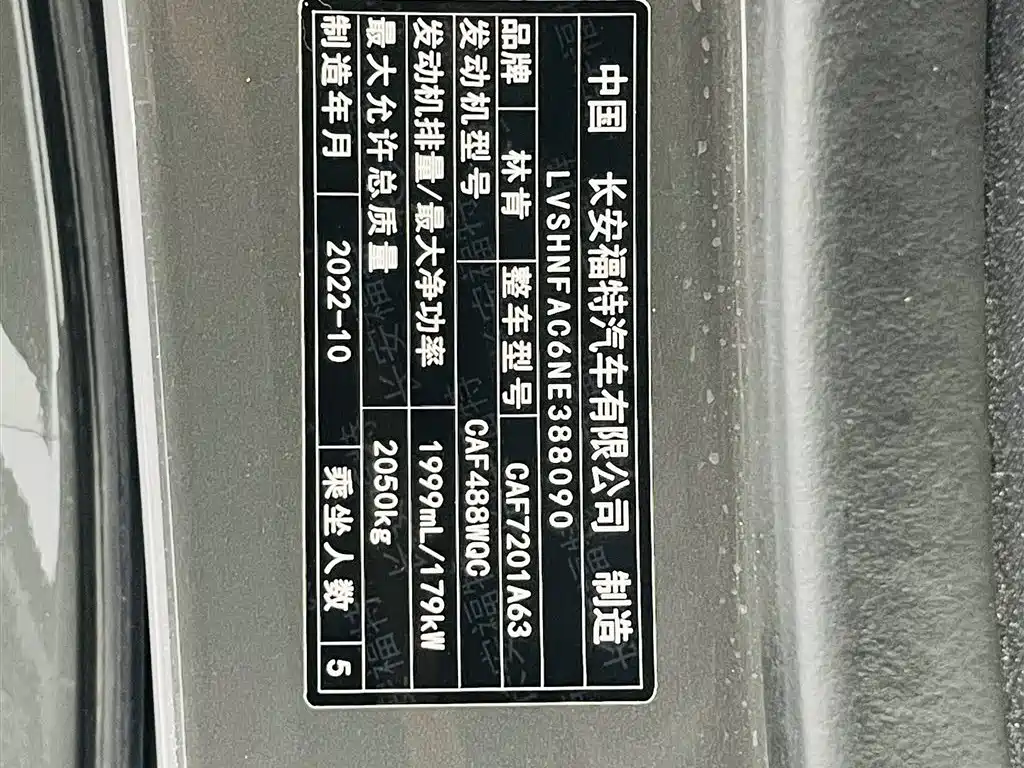 中国 长安福特汽车有限公司 制造
LVSHNFAC6NE388090
品牌 林肯 整车型号 CAF7201A63
发动机型号 CAF488WQC
发动机排量/最大净功率 1999mL/179kW
最大允许总质量 2050kg
制造年月 2022-10 乘坐人数 5